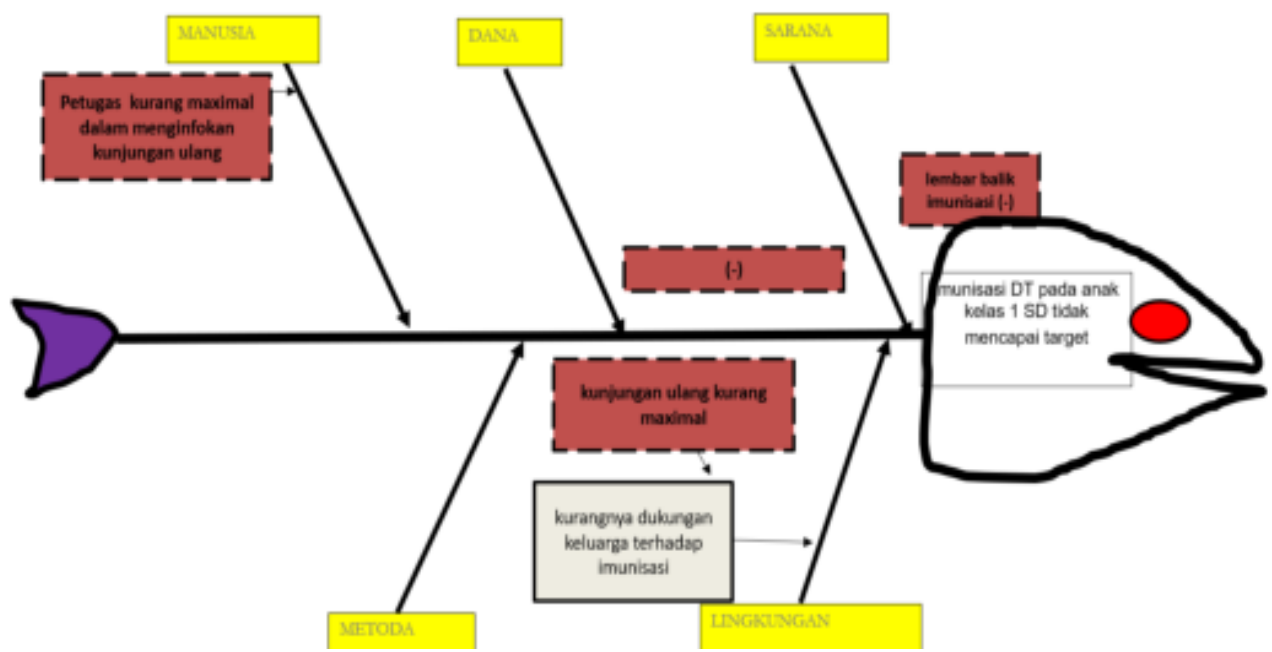 MANUSIA
DANA
SARANA
Petugas kurang maximal
dalam menginfokan
kunjungan ulang
lembar balik
imunisasi (-)
(-)
munisasi DT pada anak
kelas 1 SD tidak
mencapai target
kunjungan ulang kurang
maximal
kurangnya dukungan
keluarga terhadap
imunisasi
METODA
LINGKUNGAN